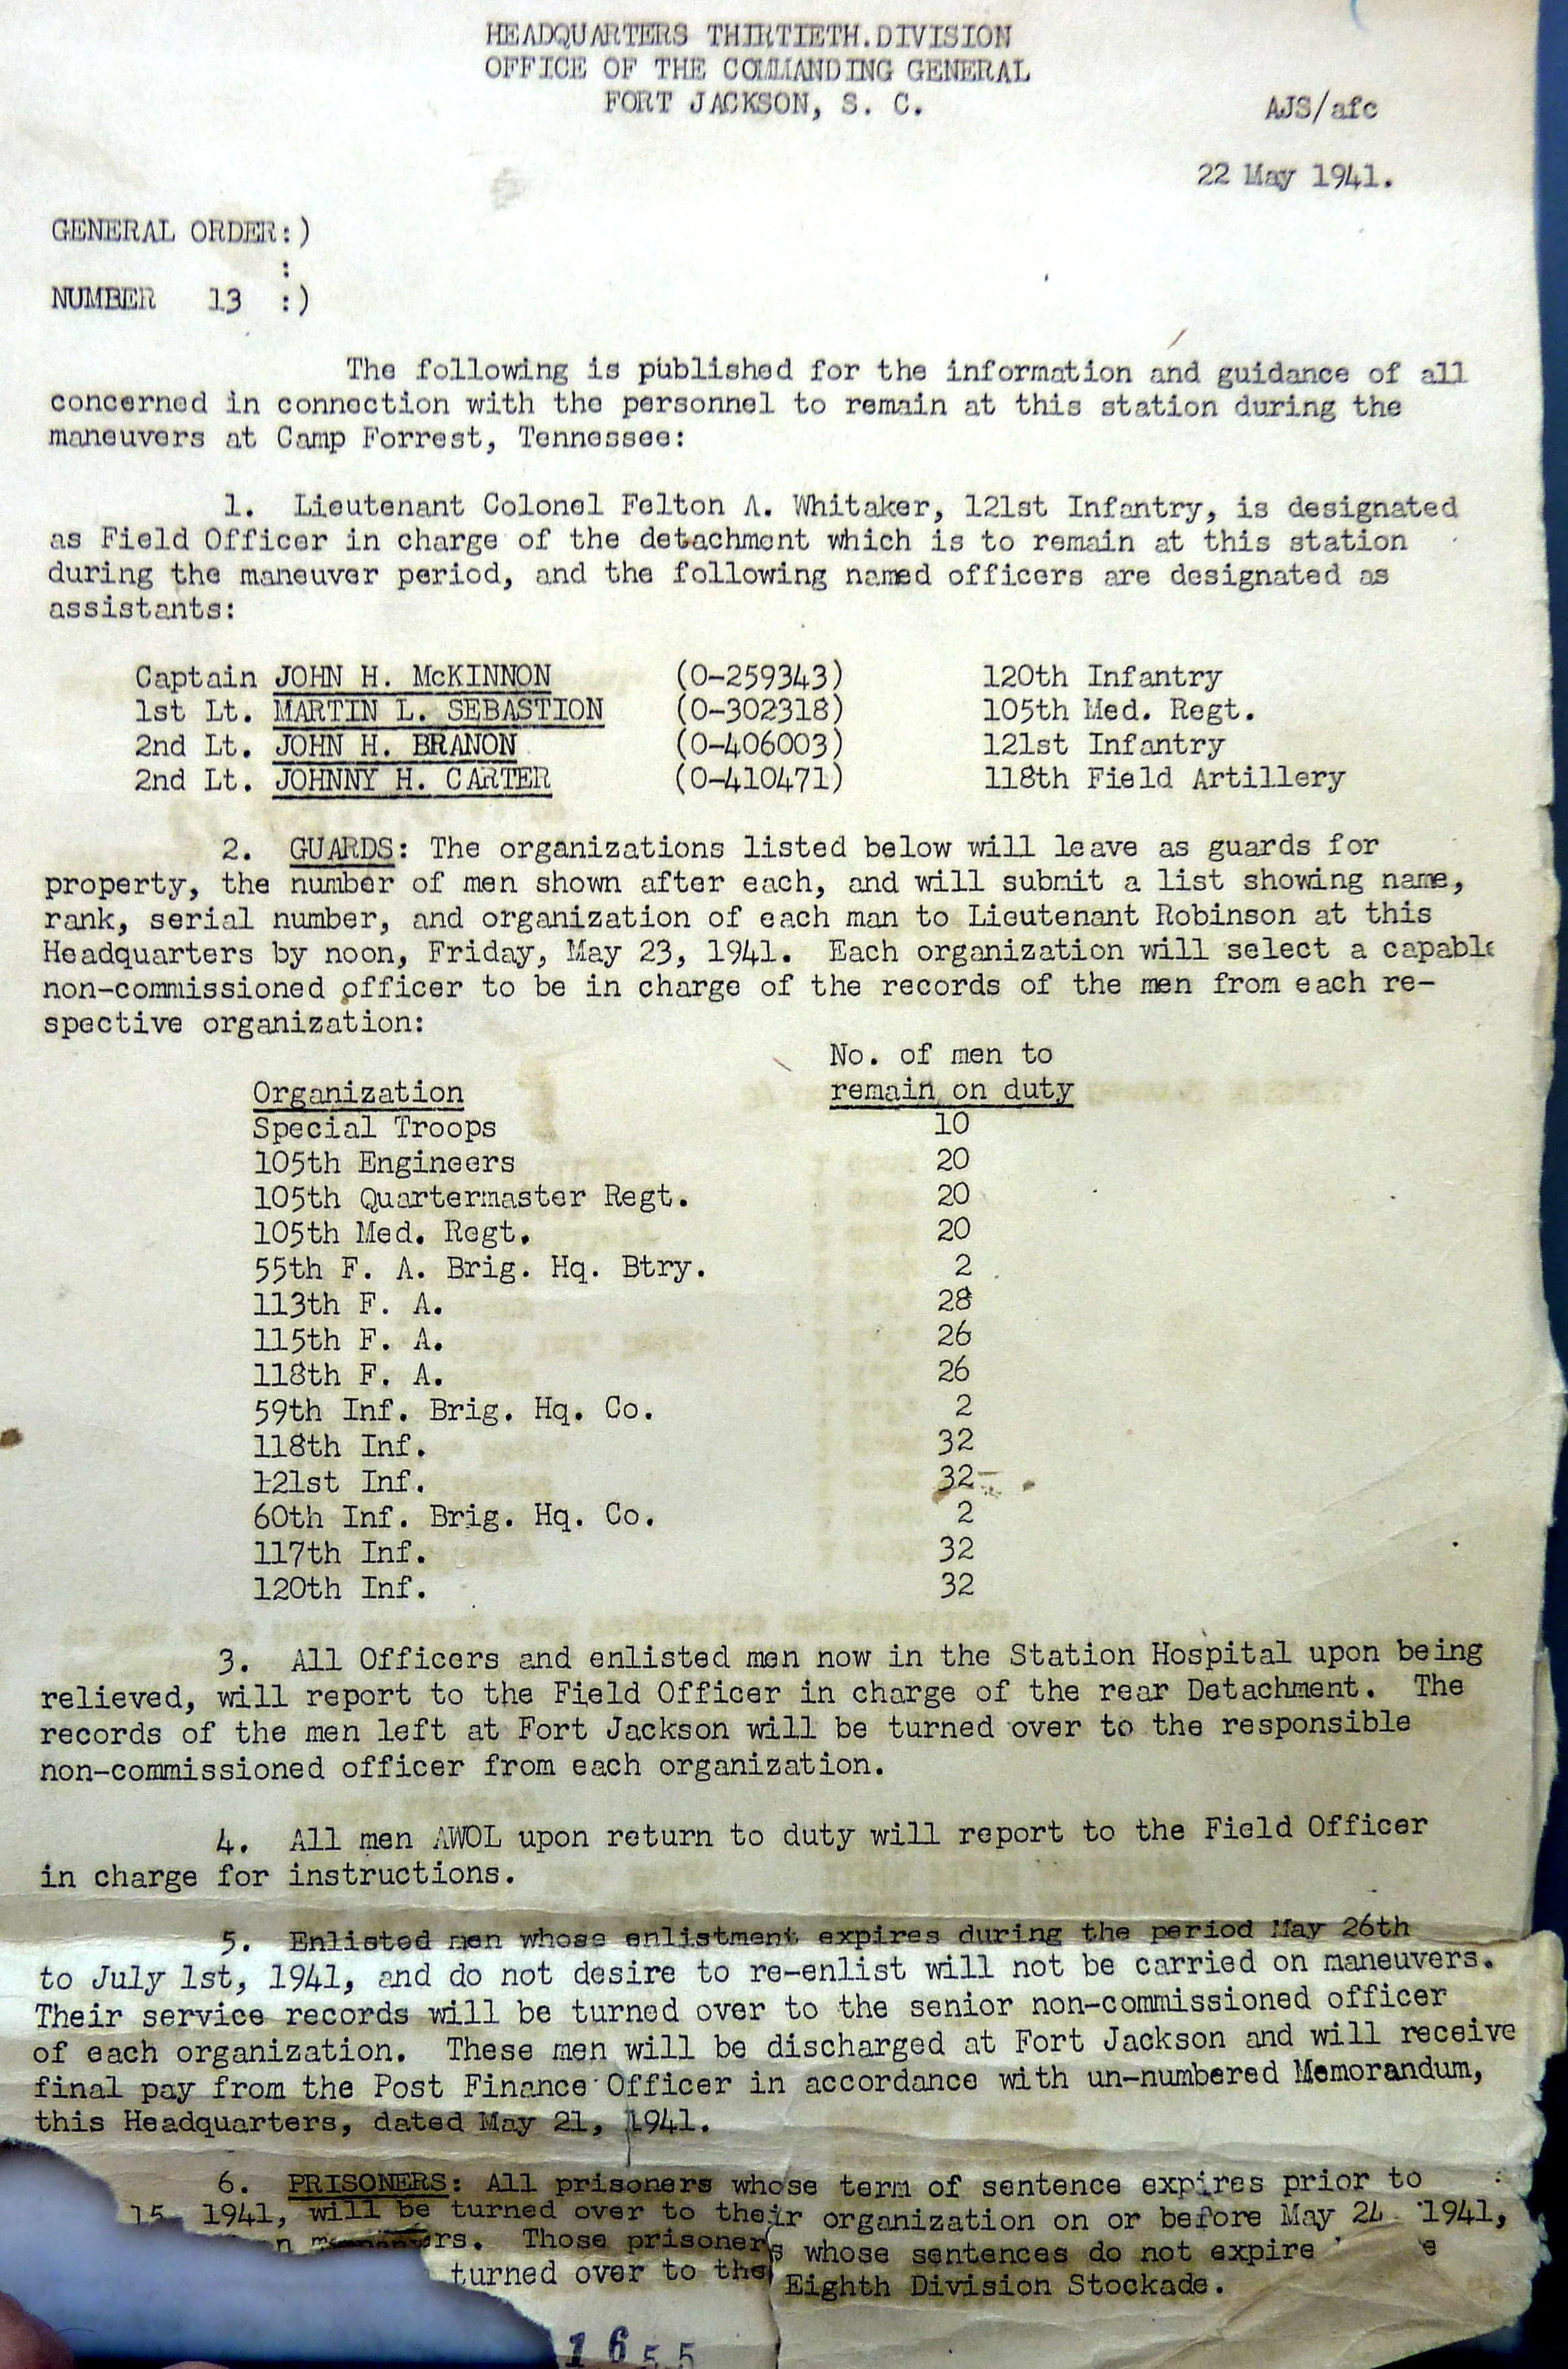 HEADQUARTERS THIRTIETH.DIVISION
OFFICE OF THE COMMANDING GENERAL
FORT JACKSON, S. C.
AJS/afc
22 May 1941.
GENERAL ORDER:)
:
NUMBER 13 :)
The following is published for the information and guidance of all
concerned in connection with the personnel to remain at this station during the
maneuvers at Camp Forrest, Tennessee:
1. Lieutenant Colonel Felton A. Whitaker, 121st Infantry, is designated
as Field Officer in charge of the detachment which is to remain at this station
during the maneuver period, and the following named officers are designated as
assistants:
Captain JOHN H. McKINNON (O-259343) 120th Infantry
1st Lt. MARTIN L. SEBASTION (O-302318) 105th Med. Regt.
2nd Lt. JOHN H. BRANON (O-406003) 121st Infantry
2nd Lt. JOHNNY H. CARTER (O-410471) 118th Field Artillery
2. GUARDS: The organizations listed below will leave as guards for
property, the number of men shown after each, and will submit a list showing name,
rank, serial number, and organization of each man to Lieutenant Robinson at this
Headquarters by noon, Friday, May 23, 1941. Each organization will select a capable
non-commissioned officer to be in charge of the records of the men from each re-
spective organization:
No. of men to
Organization remain on duty
Special Troops 10
105th Engineers 20
105th Quartermaster Regt. 20
105th Med. Regt. 20
55th F. A. Brig. Hq. Btry. 2
113th F. A. 28
115th F. A. 26
118th F. A. 26
59th Inf. Brig. Hq. Co. 2
118th Inf. 32
121st Inf. 32
60th Inf. Brig. Hq. Co. 2
117th Inf. 32
120th Inf. 32
3. All Officers and enlisted men now in the Station Hospital upon being
relieved, will report to the Field Officer in charge of the rear Detachment. The
records of the men left at Fort Jackson will be turned over to the responsible
non-commissioned officer from each organization.
4. All men AWOL upon return to duty will report to the Field Officer
in charge for instructions.
5. Enlisted men whose enlistment expires during the period May 26th
to July 1st, 1941, and do not desire to re-enlist will not be carried on maneuvers.
Their service records will be turned over to the senior non-commissioned officer
of each organization. These men will be discharged at Fort Jackson and will receive
final pay from the Post Finance Officer in accordance with un-numbered Memorandum,
this Headquarters, dated May 21, 1941.
6. PRISONERS: All prisoners whose term of sentence expires prior to
15 1941, will be turned over to their organization on or before May 24 1941,
Those prisoners whose sentences do not expire
turned over to the Eighth Division Stockade.
1655